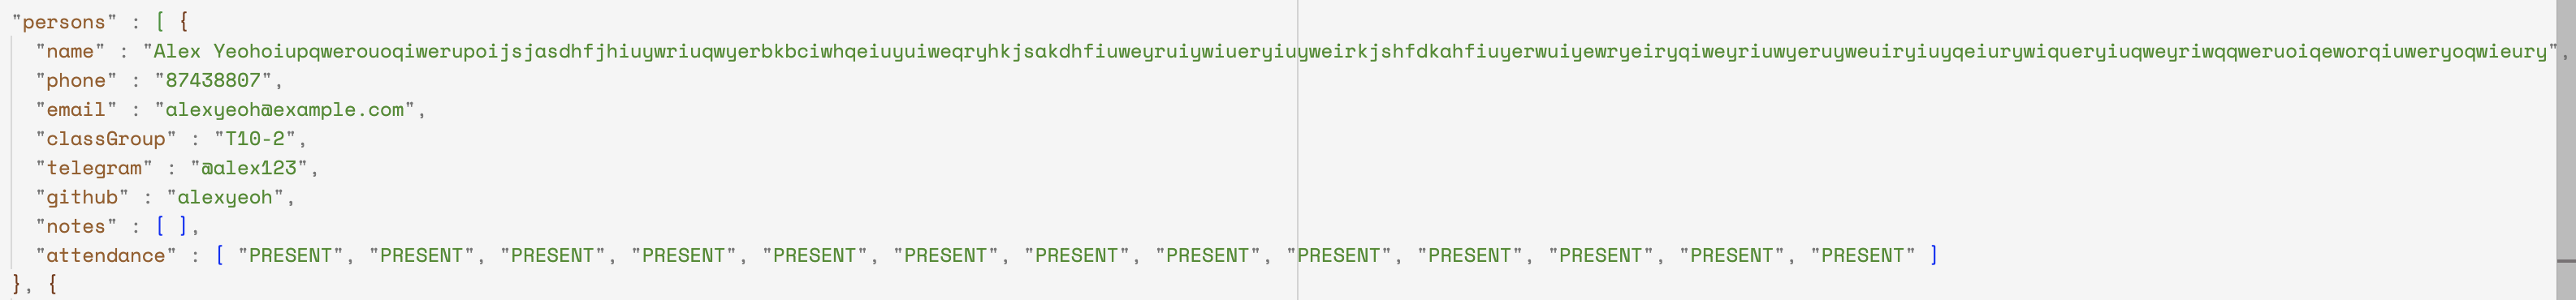 "persons" : [ {
"name" : "Alex Yeohoiupqwerouoqiwerupoijsjasdhfjhiuywriuqwyerbkbciwhqeiuyuiweqryhkjsakdhfiuweyruiywiueryiuyweirkjshfdkahfiuyerwuiyewryeiryqiweyriuwyeruyweuiryiuyqeiurywiqueryiuqweyriwqqweruoiqeworqiuweryoqwieury",
"phone" : "87438807",
"email" : "alexyeoh@example.com",
"classGroup" : "T10-2",
"telegram" : "@alex123",
"github" : "alexyeoh",
"notes" : [ ],
"attendance" : [ "PRESENT", "PRESENT", "PRESENT", "PRESENT", "PRESENT", "PRESENT", "PRESENT", "PRESENT", "PRESENT", "PRESENT", "PRESENT", "PRESENT", "PRESENT" ]
}, {